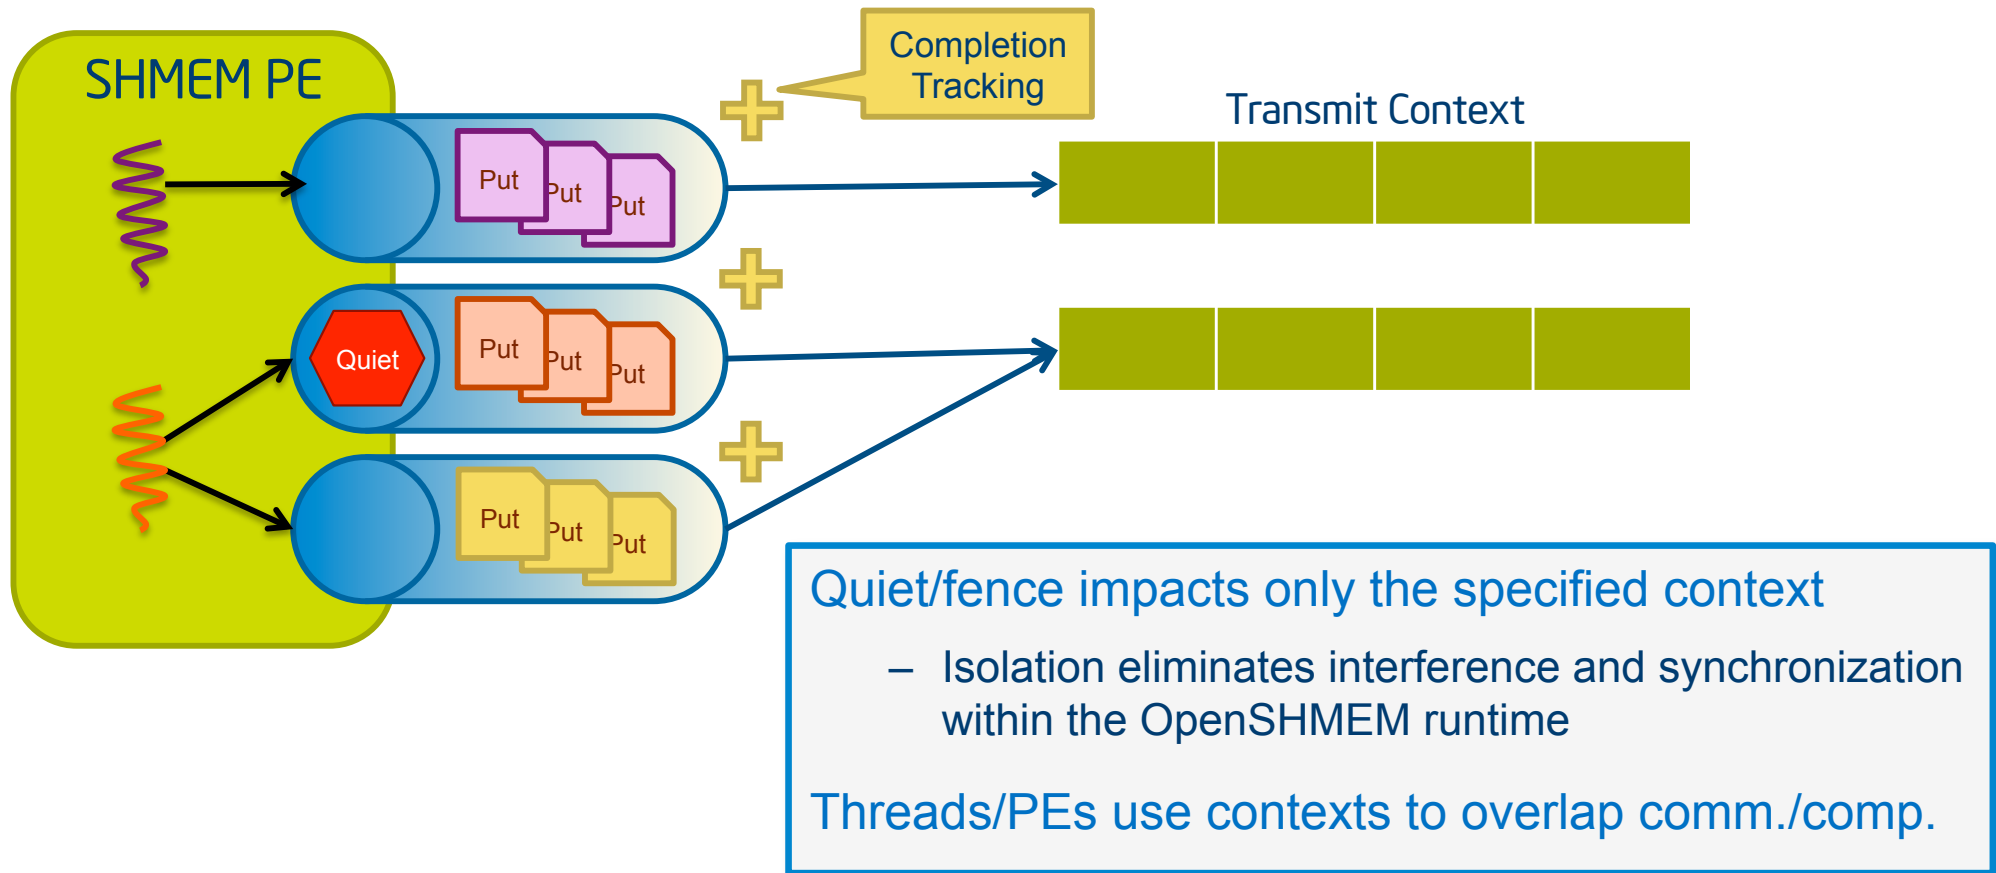 SHMEM PE
Completion
Tracking
Transmit Context
Put
Put
Put
Quiet
Put
Put
Put
Put
Put
Put
Quiet/fence impacts only the specified context
– Isolation eliminates interference and synchronization
within the OpenSHMEM runtime
Threads/PEs use contexts to overlap comm./comp.